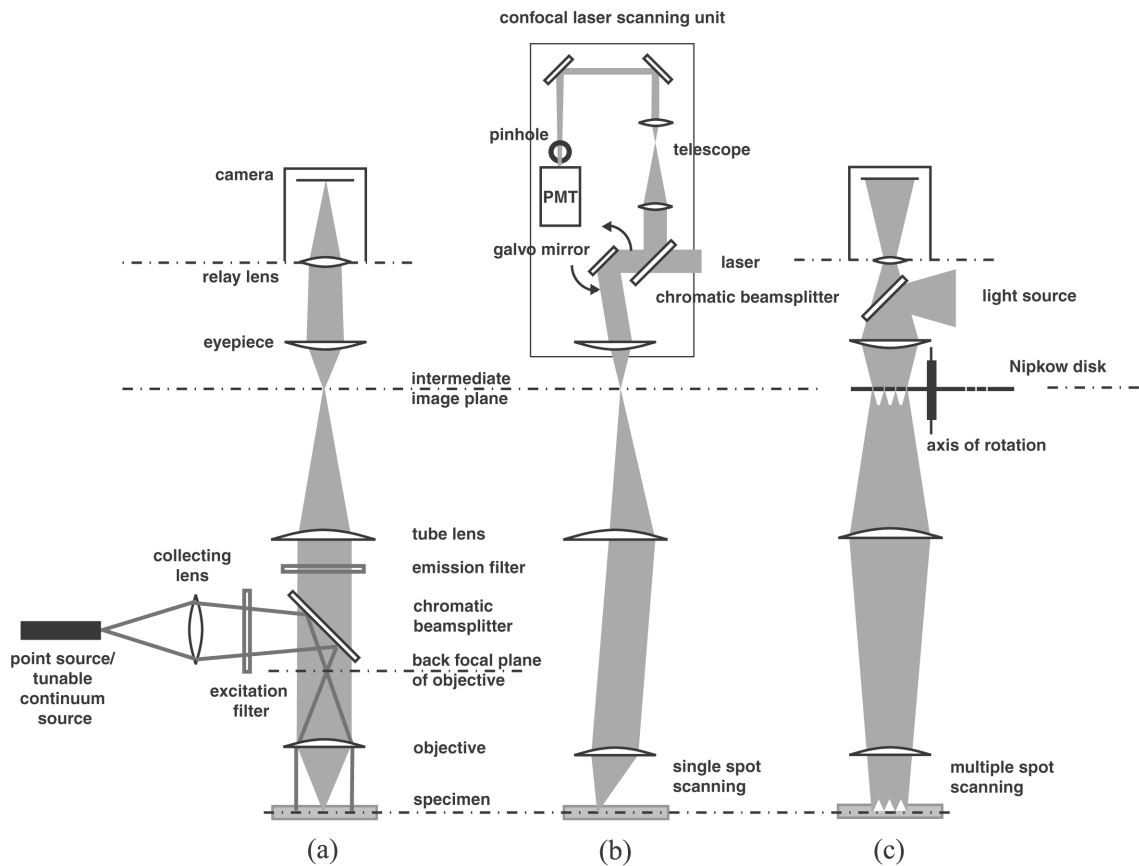 confocal laser scanning unit
pinhole
telescope
camera
PMT
galvo mirror
laser
relay lens
chromatic beamsplitter
light source
eyepiece
intermediate
image plane
Nipkow disk
axis of rotation
tube lens
collecting
lens
emission filter
chromatic
beamsplitter
point source/
tunable
continuum
source
back focal plane
of objective
excitation
filter
objective
single spot
scanning
multiple spot
scanning
specimen
(a)
(b)
(c)